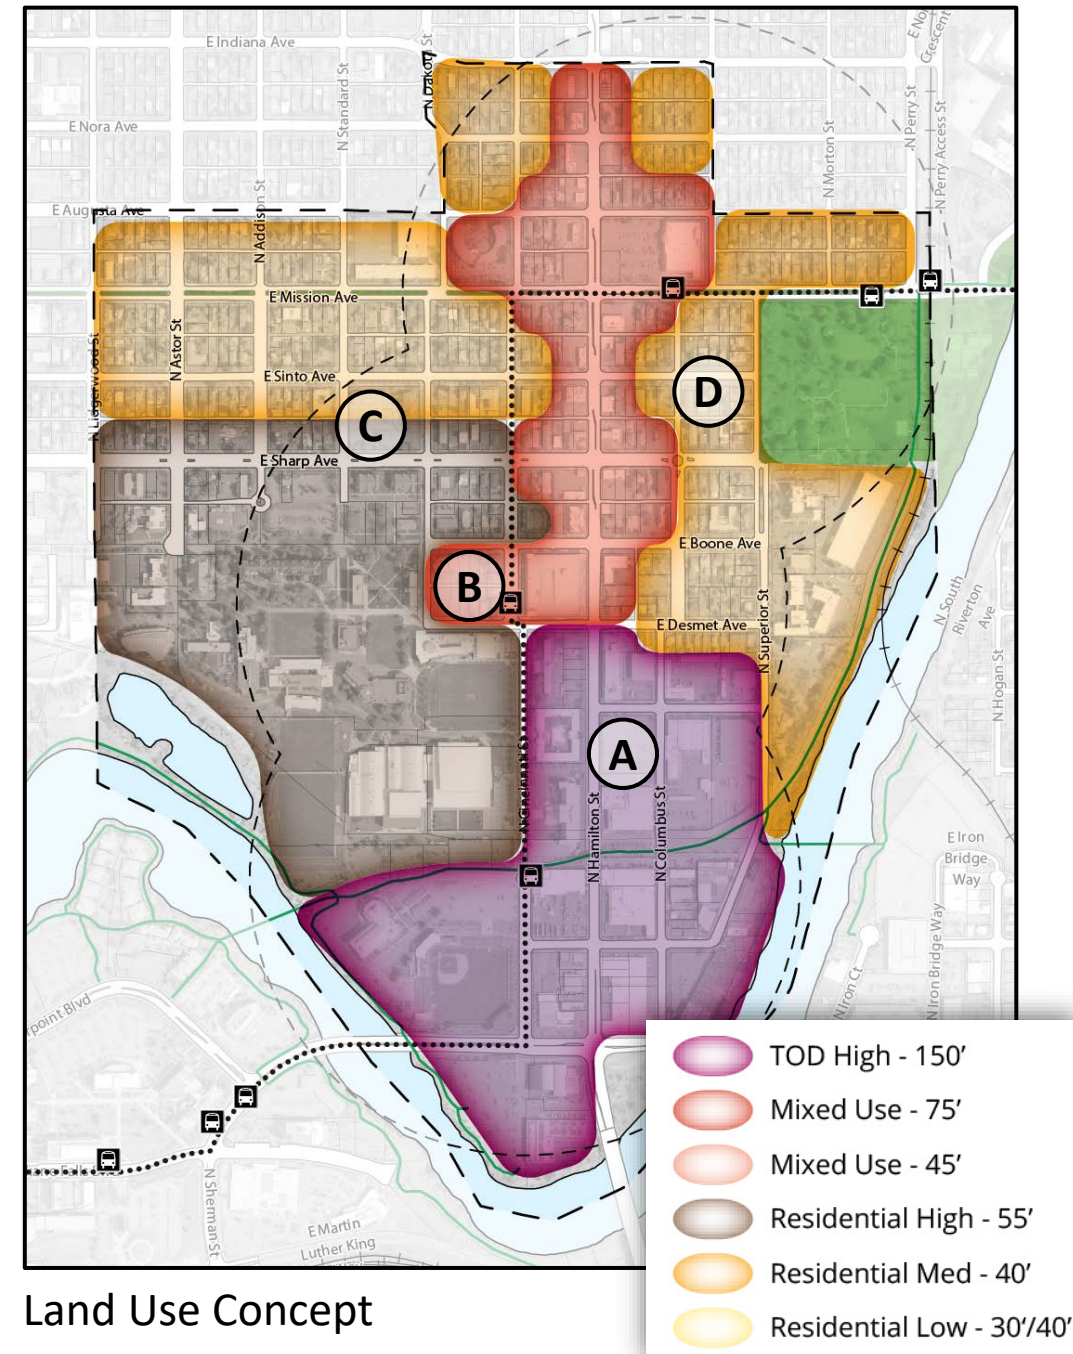 E Indiana Ave
N Dakota St
N Standard St
E Nora Ave
N Morton St
N Perry St
N Perry Access St
E Augusta Ave
N Addison St
E Mission Ave
N Astor St
N Lidgerwood St
E Sinto Ave
D
C
E Sharp Ave
E Boone Ave
B
N Superior St
E Desmet Ave
N South
Riverton
Ave
N Hogan St
A
N Hamilton St
N Columbus St
E Iron
Bridge
Way
N Iron Bridge Way
N Iron Ct
N Sherman St
E Martin
Luther King
TOD High - 150’
Mixed Use - 75’
Mixed Use - 45’
Residential High - 55’
Residential Med - 40’
Residential Low - 30’/40’
Land Use Concept